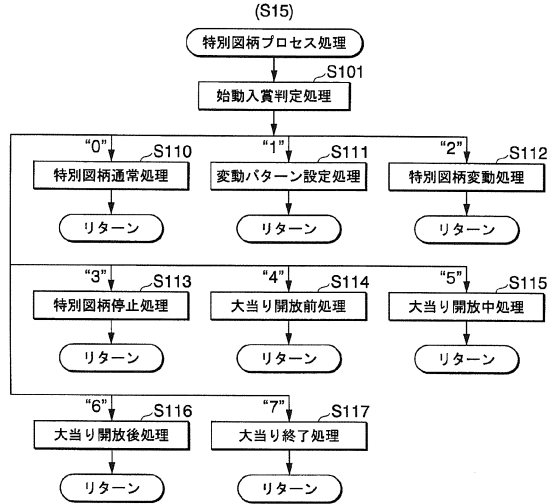 (S15)
特別図柄プロセス処理
S101
始動入賞判定処理
“0” S110 “1” S111 “2” S112
特別図柄通常処理 変動パターン設定処理 特別図柄変動処理
リターン リターン リターン
“3” S113 “4” S114 “5” S115
特別図柄停止処理 大当り開放前処理 大当り開放中処理
リターン リターン リターン
“6” S116 “7” S117
大当り開放後処理 大当り終了処理
リターン リターン